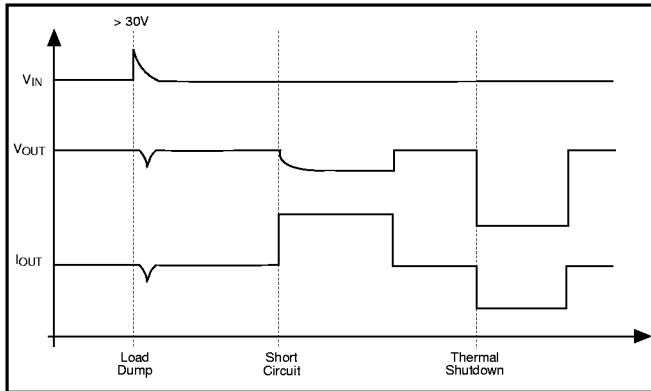 > 30V
VIN
VOUT
IOUT
Load
Dump
Short
Circuit
Thermal
Shutdown